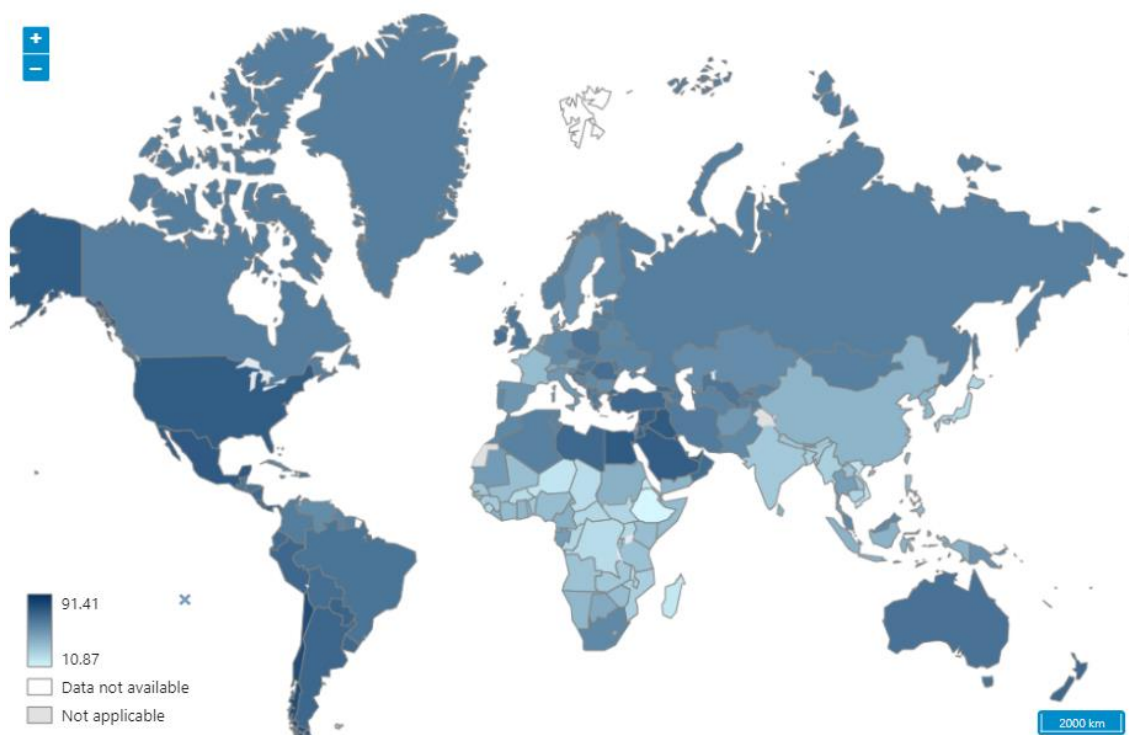 +
−
91.41
10.87
Data not available
Not applicable
2000 km